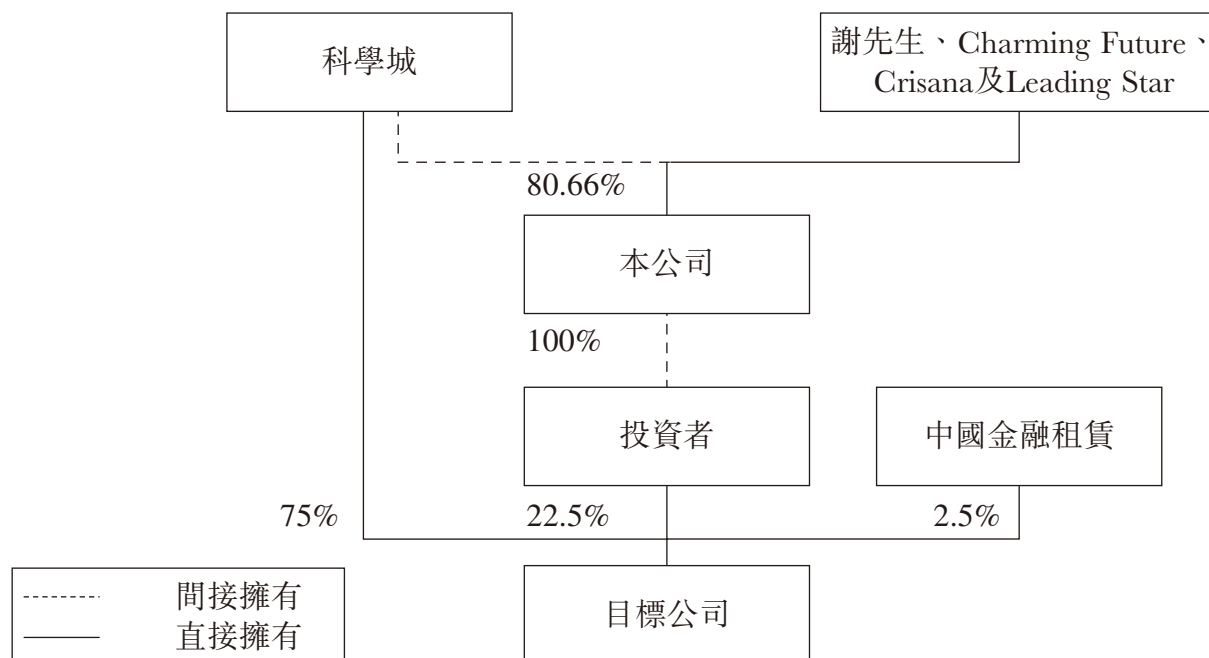 科學城
謝先生、Charming Future、
Crisana及Leading Star
80.66%
本公司
100%
投資者
中國金融租賃
75%
22.5%
2.5%
目標公司
間接擁有
直接擁有